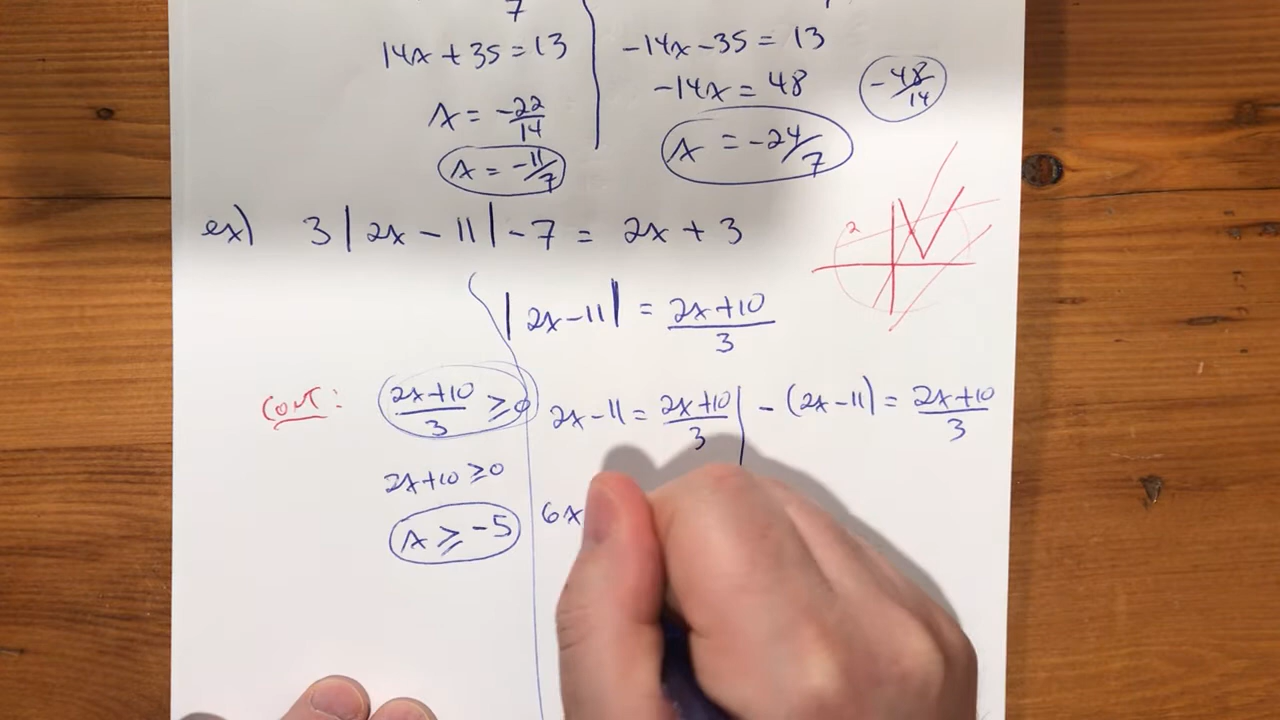 7
14x + 35 = 13
-14x - 35 = 13
x = -22/14
-14x = 48
-48/14
x = -11/7
x = -24/7
ex) 3|2x - 11| - 7 = 2x + 3
2
|2x - 11| = 2x+10/3
Cont: 2x+10/3 ≥ 0
2x - 11 = 2x+10/3
-(2x - 11) = 2x+10/3
2x+10 ≥ 0
x ≥ -5
6x